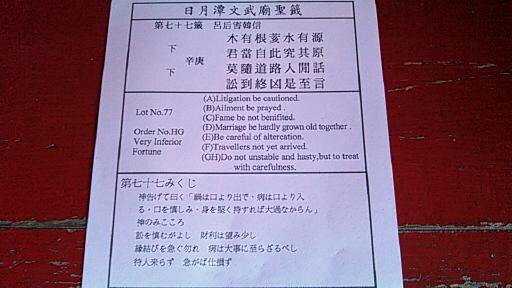 日月潭文武廟聖籤
第七十七籤 呂后害韓信
下 下
辛庚
木有根荄水有源
君當自此究其原
莫隨道路人閒話
訟到終凶是至言
Lot No.77
Order No.HG
Very Inferior
Fortune
(A)Litigation be cautioned.
(B)Ailment be prayed .
(C)Fame be not benifited.
(D)Marriage be hardly grown old together .
(E)Be careful of altercation.
(F)Travellers not yet arrived.
(GH)Do not unstable and hasty,but to treat
with carefulness.
第七十七みくじ
神告げて曰く「禍は口より出で・病は口より入
る・口を慎しみ・身を堅く持すれば大過なからん」
神のみこころ
訟を慎むがよし 財利は望み少し
縁結びを急ぐ勿れ 病は大事に至らざるべし
待人来らず 急がば仕損ず